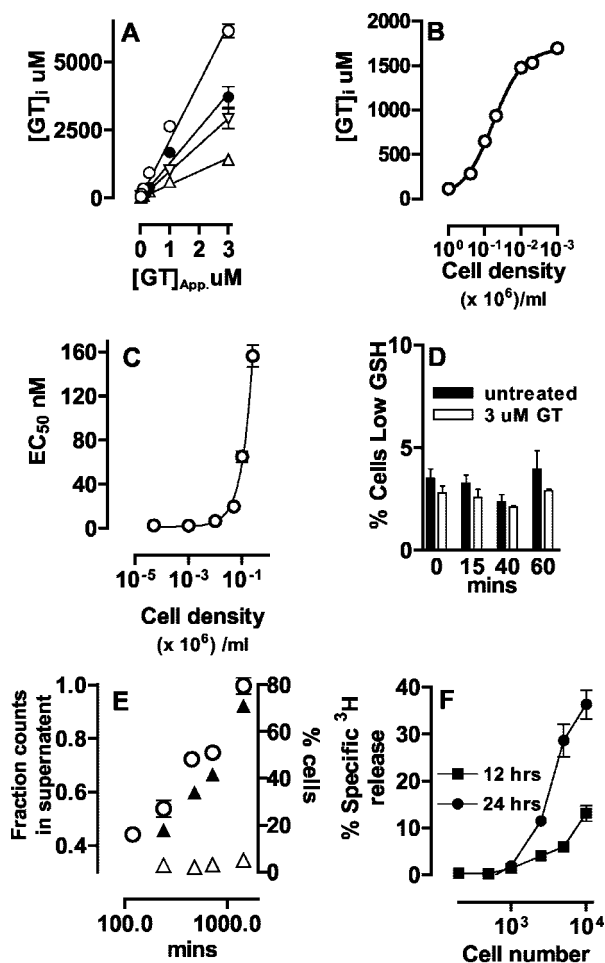 A
[GT]i uM
6000
3000
0
0 1 2 3
[GT]App.uM
B
[GT]i uM
2000
1500
1000
500
0
10^0 10^-1 10^-2 10^-3
Cell density
(x 10^6)/ml
C
EC50 nM
160
120
80
40
0
10^-5 10^-3 10^-1
Cell density
(x 10^6) /ml
D
% Cells Low GSH
10
5
0
untreated
3 uM GT
0 15 40 60
mins
E
Fraction counts
in supernatent
1.0
0.8
0.6
0.4
% cells
80
60
40
20
0
100.0 1000.0
mins
F
% Specific ^3H
release
40
30
20
10
0
12 hrs
24 hrs
10^3 10^4
Cell number